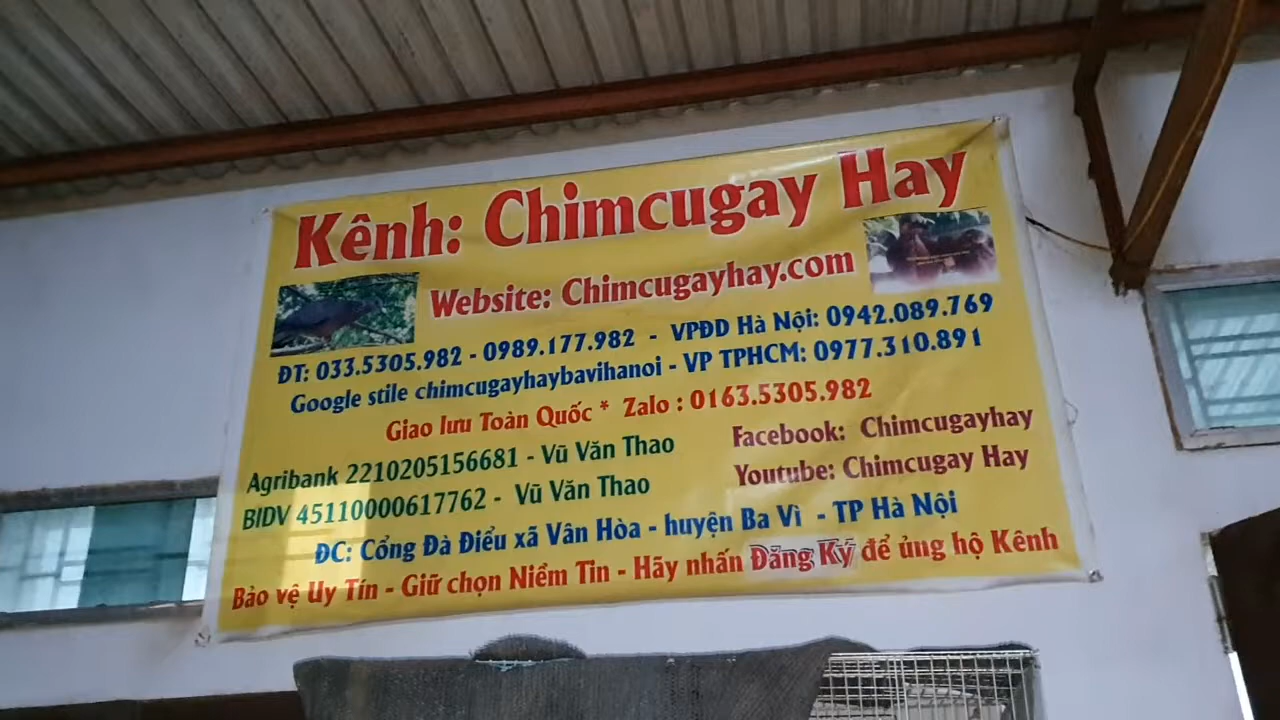 Kênh: Chimcugay Hay
Website: Chimcugayhay.com
ĐT: 033.5305.982 - 0989.177.982 - VPĐD Hà Nội: 0942.089.769
Google stile chimcugayhaybavihanoi - VP TPHCM: 0977.310.891
Giao lưu Toàn Quốc * Zalo : 0163.5305.982
Agribank 2210205156681 - Vũ Văn Thao
Facebook: Chimcugayhay
BIDV 45110000617762 - Vũ Văn Thao
Youtube: Chimcugay Hay
ĐC: Cổng Đà Điểu xã Vân Hòa - huyện Ba Vì - TP Hà Nội
Bảo vệ Uy Tín - Giữ chọn Niềm Tin - Hãy nhấn Đăng Ký để ủng hộ Kênh